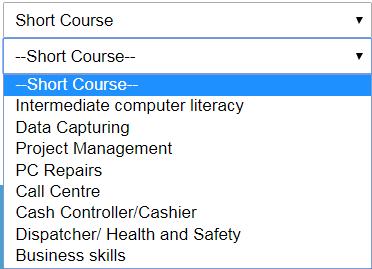 Short Course
--Short Course--
--Short Course--
Intermediate computer literacy
Data Capturing
Project Management
PC Repairs
Call Centre
Cash Controller/Cashier
Dispatcher/ Health and Safety
Business skills